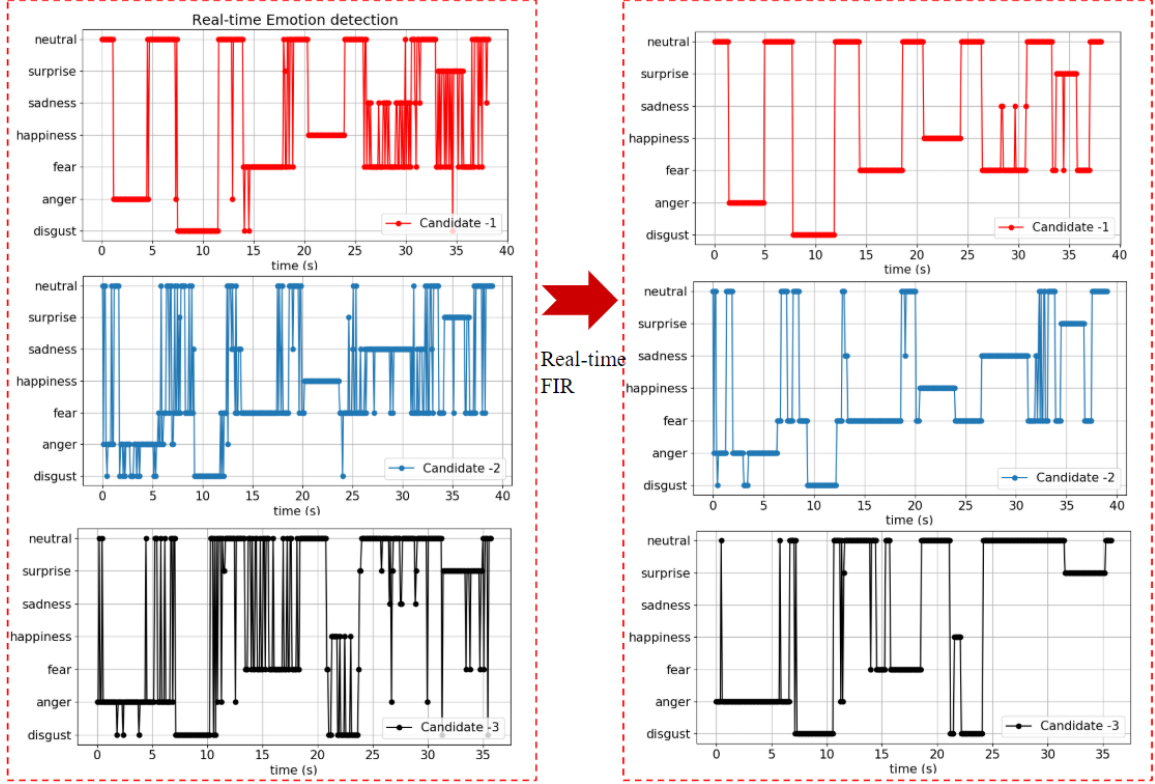 Real-time Emotion detection
neutral
surprise
sadness
happiness
fear
anger
disgust
Candidate -1
0 5 10 15 20 25 30 35 40
time (s)
neutral
surprise
sadness
happiness
fear
anger
disgust
Candidate -2
0 5 10 15 20 25 30 35 40
time (s)
neutral
surprise
sadness
happiness
fear
anger
disgust
Candidate -3
0 5 10 15 20 25 30 35
time (s)
Real-time
FIR
neutral
surprise
sadness
happiness
fear
anger
disgust
Candidate -1
0 5 10 15 20 25 30 35 40
time (s)
neutral
surprise
sadness
happiness
fear
anger
disgust
Candidate -2
0 5 10 15 20 25 30 35 40
time (s)
neutral
surprise
sadness
happiness
fear
anger
disgust
Candidate -3
0 5 10 15 20 25 30 35
time (s)